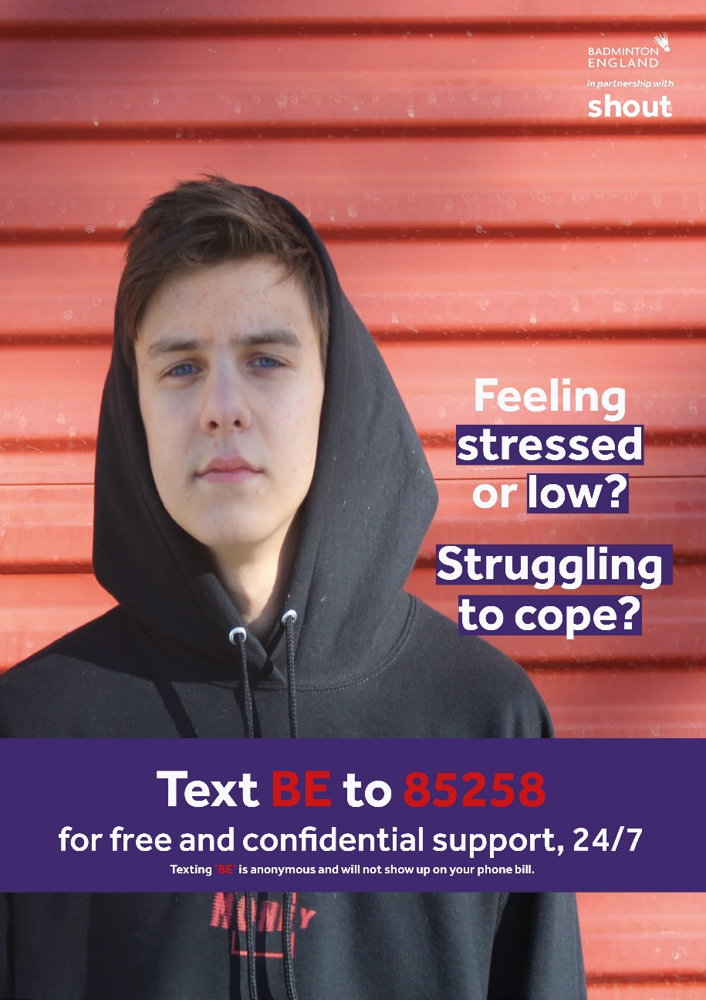 BADMINTON
ENGLAND
in partnership with
shout
Feeling
stressed
or low?
Struggling
to cope?
Text BE to 85258
for free and confidential support, 24/7
Texting 'BE' is anonymous and will not show up on your phone bill.
MONEY